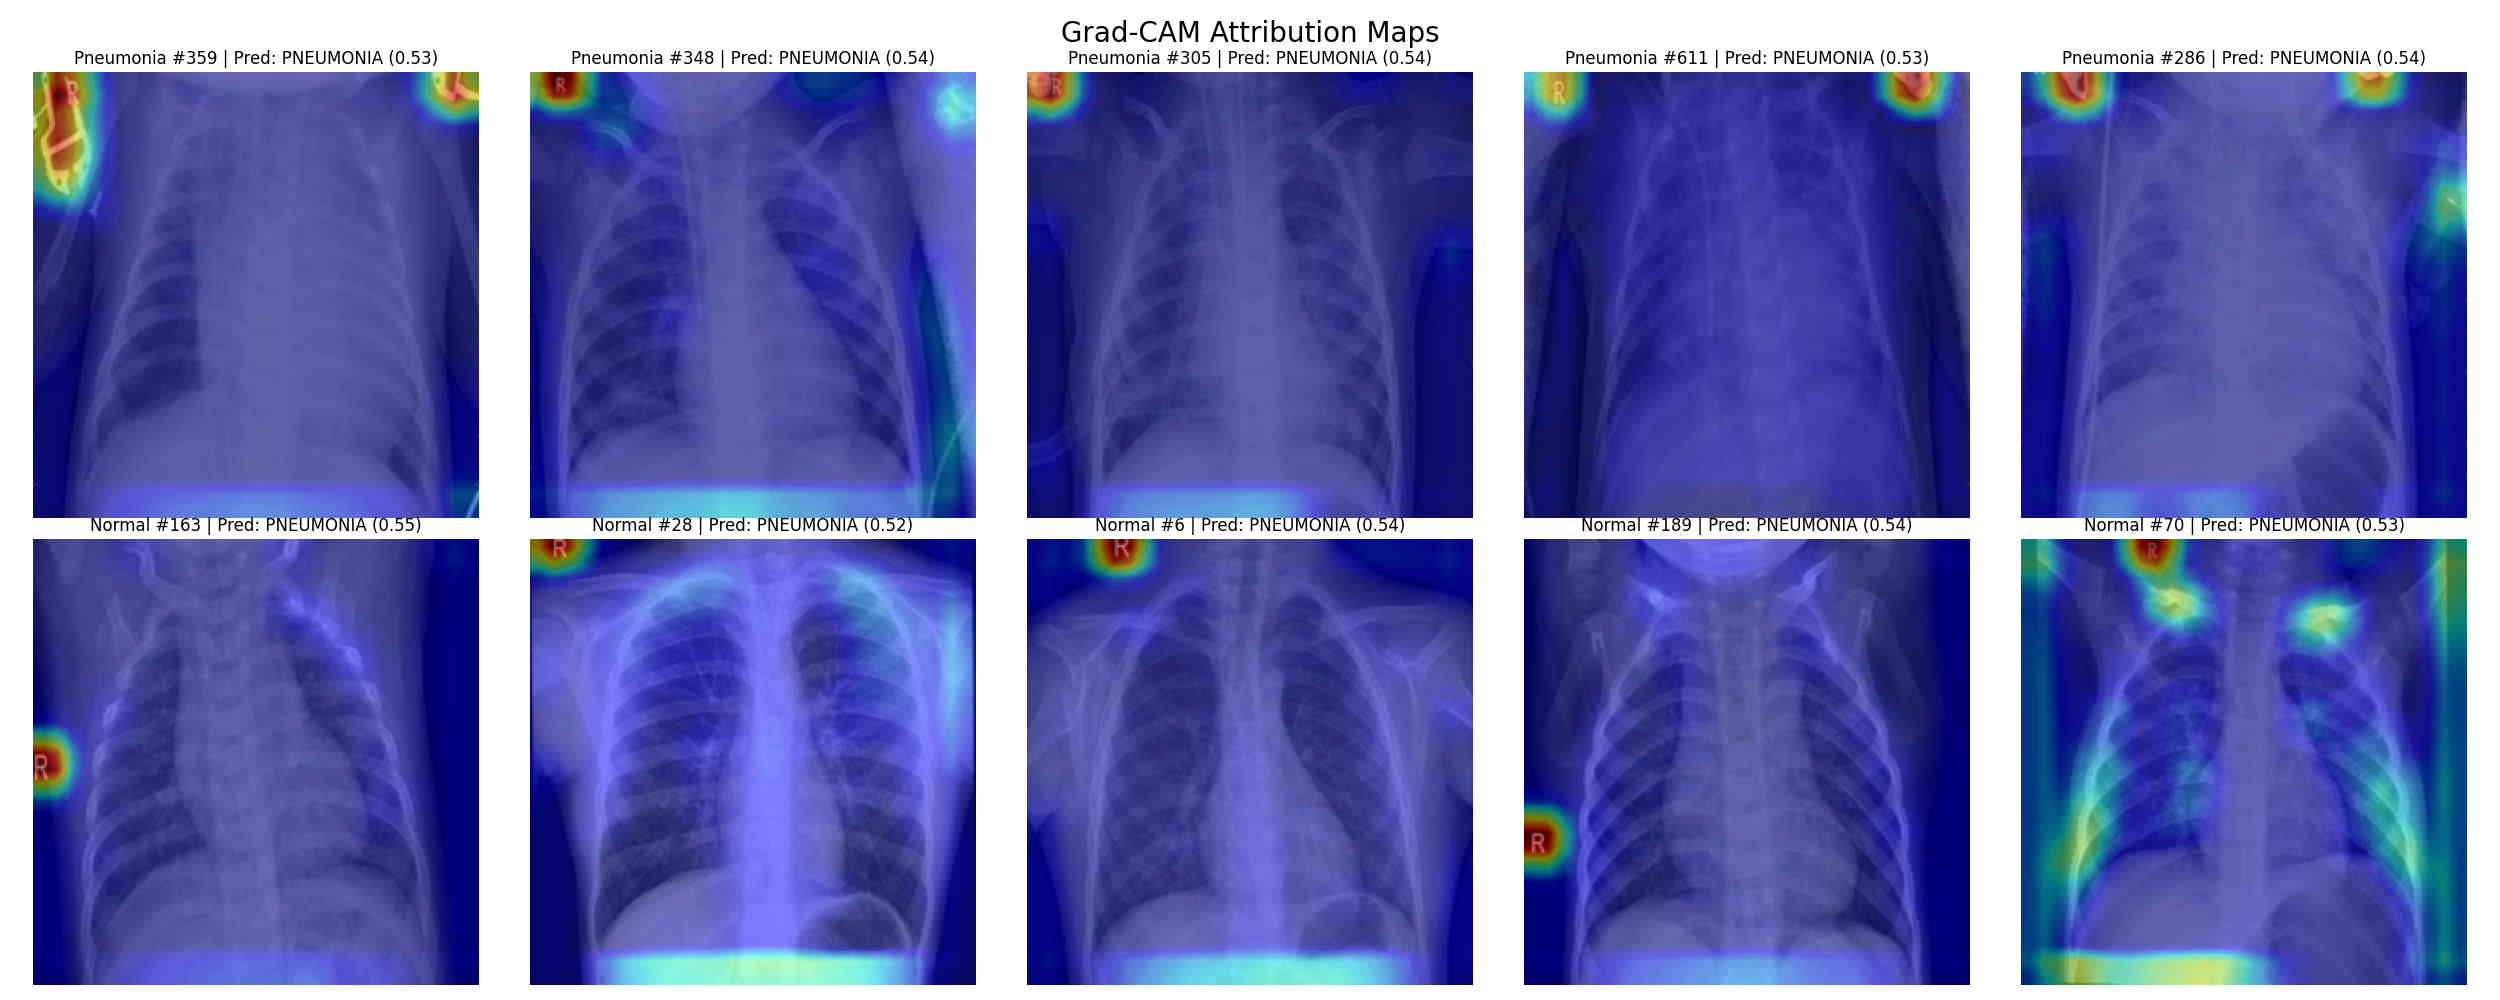 Grad-CAM Attribution Maps
Pneumonia #359 | Pred: PNEUMONIA (0.53)
Pneumonia #348 | Pred: PNEUMONIA (0.54)
Pneumonia #305 | Pred: PNEUMONIA (0.54)
Pneumonia #611 | Pred: PNEUMONIA (0.53)
Pneumonia #286 | Pred: PNEUMONIA (0.54)
R
R
R
R
Normal #163 | Pred: PNEUMONIA (0.55)
Normal #28 | Pred: PNEUMONIA (0.52)
Normal #6 | Pred: PNEUMONIA (0.54)
Normal #189 | Pred: PNEUMONIA (0.54)
Normal #70 | Pred: PNEUMONIA (0.53)
R
R
R
R
R